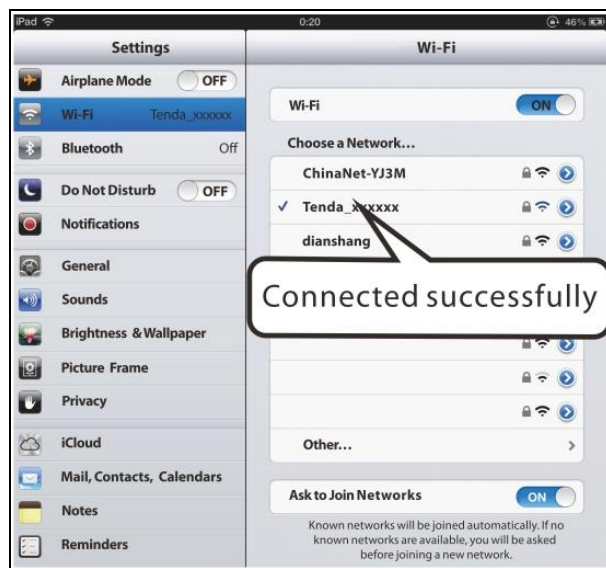 iPad 0:20 46%
Settings
Airplane Mode OFF
Wi-Fi Tenda_xxxxxx
Bluetooth Off
Do Not Disturb OFF
Notifications
General
Sounds
Brightness & Wallpaper
Picture Frame
Privacy
iCloud
Mail, Contacts, Calendars
Notes
Reminders
Wi-Fi
Wi-Fi ON
Choose a Network...
ChinaNet-YJ3M
✓ Tenda_xxxxxx
dianshang
Connected successfully
Other...
Ask to Join Networks ON
Known networks will be joined automatically. If no
known networks are available, you will be asked
before joining a new network.